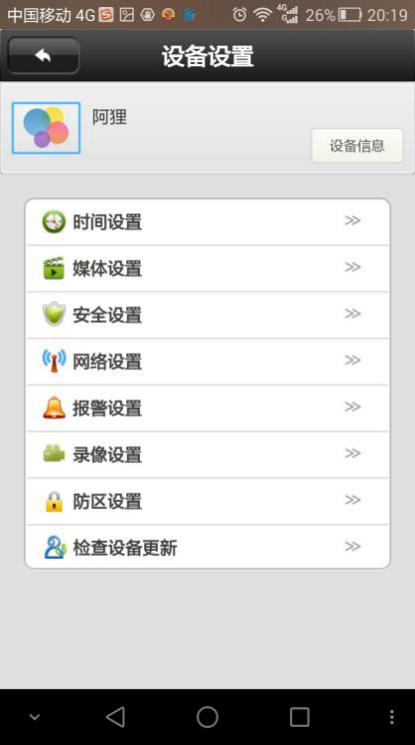 中国移动 4G 26% 20:19
设备设置
阿狸
设备信息
时间设置
媒体设置
安全设置
网络设置
报警设置
录像设置
防区设置
检查设备更新